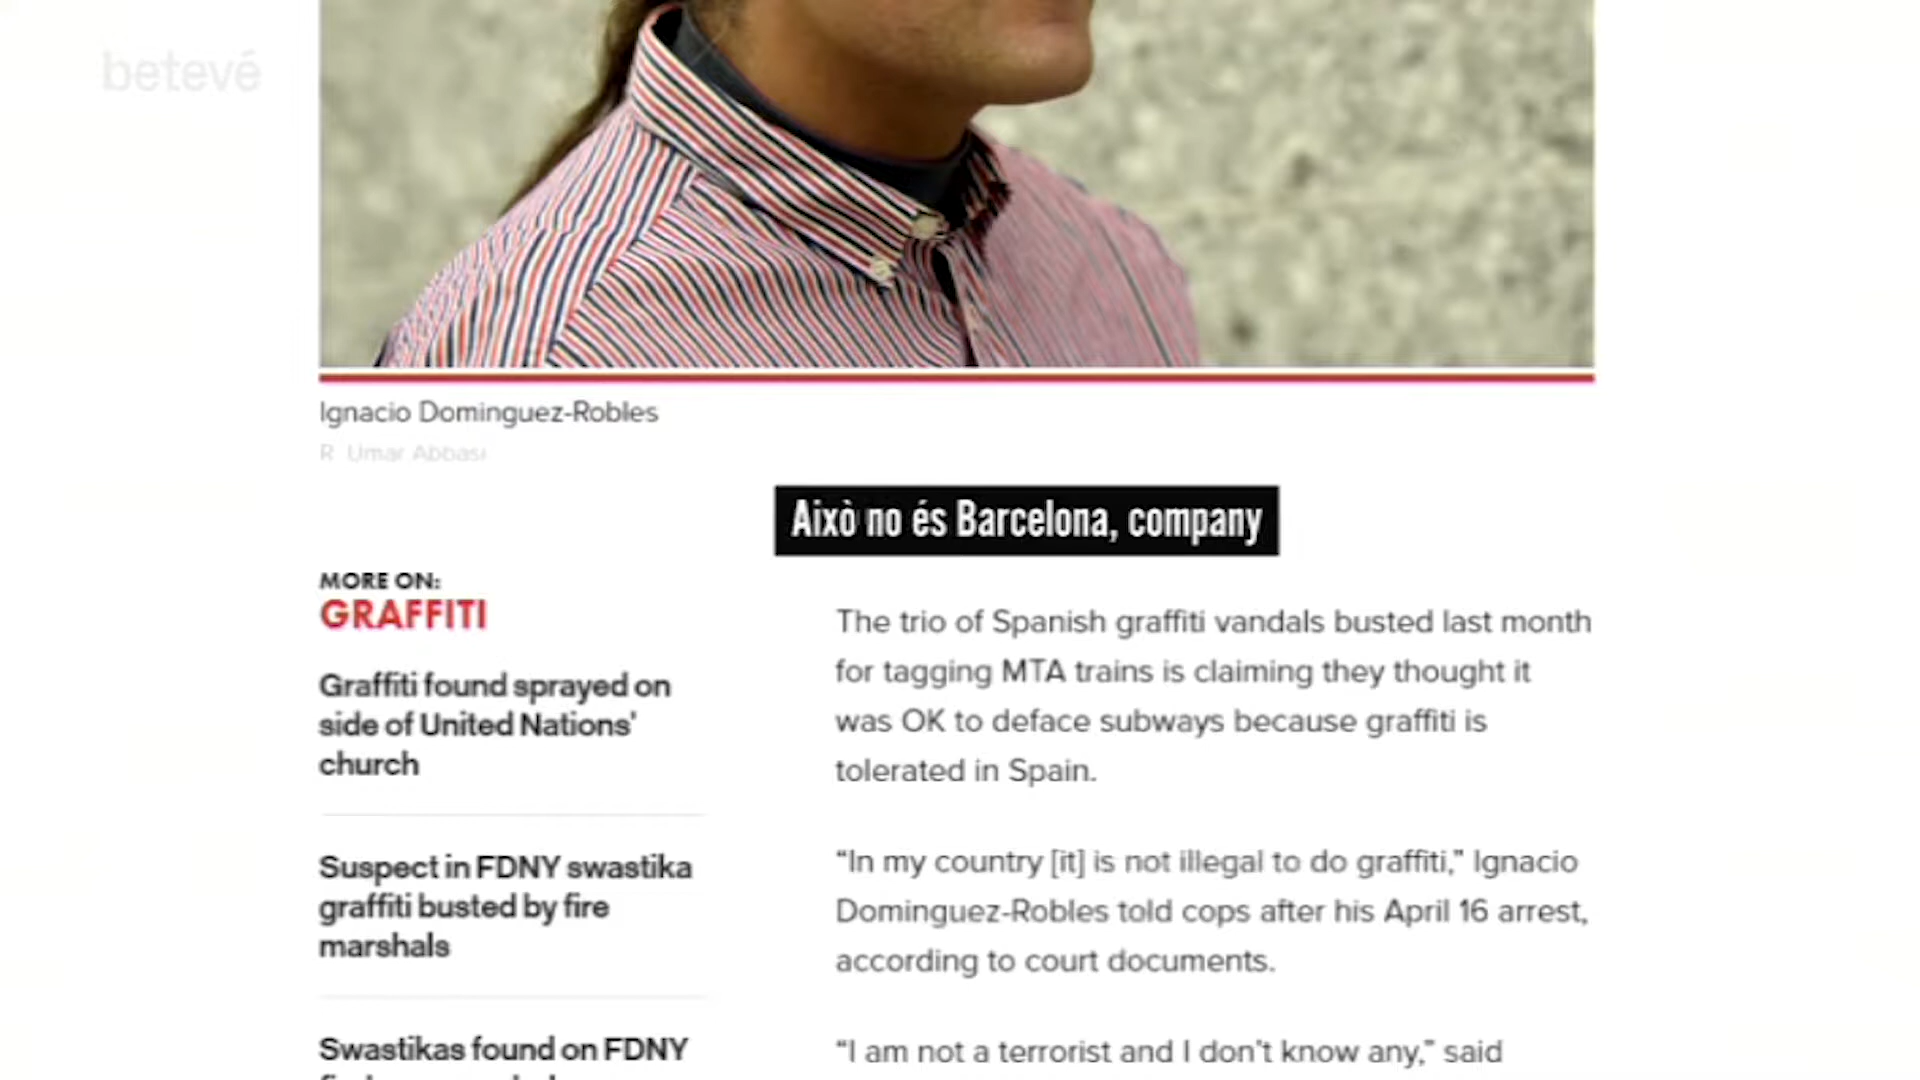 betevé
Ignacio Dominguez-Robles
R. Umar Abbasi
Això no és Barcelona, company
MORE ON:
GRAFFITI
Graffiti found sprayed on
side of United Nations'
church
Suspect in FDNY swastika
graffiti busted by fire
marshals
Swastikas found on FDNY
The trio of Spanish graffiti vandals busted last month
for tagging MTA trains is claiming they thought it
was OK to deface subways because graffiti is
tolerated in Spain.
“In my country [it] is not illegal to do graffiti,” Ignacio
Dominguez-Robles told cops after his April 16 arrest,
according to court documents.
“I am not a terrorist and I don’t know any,” said